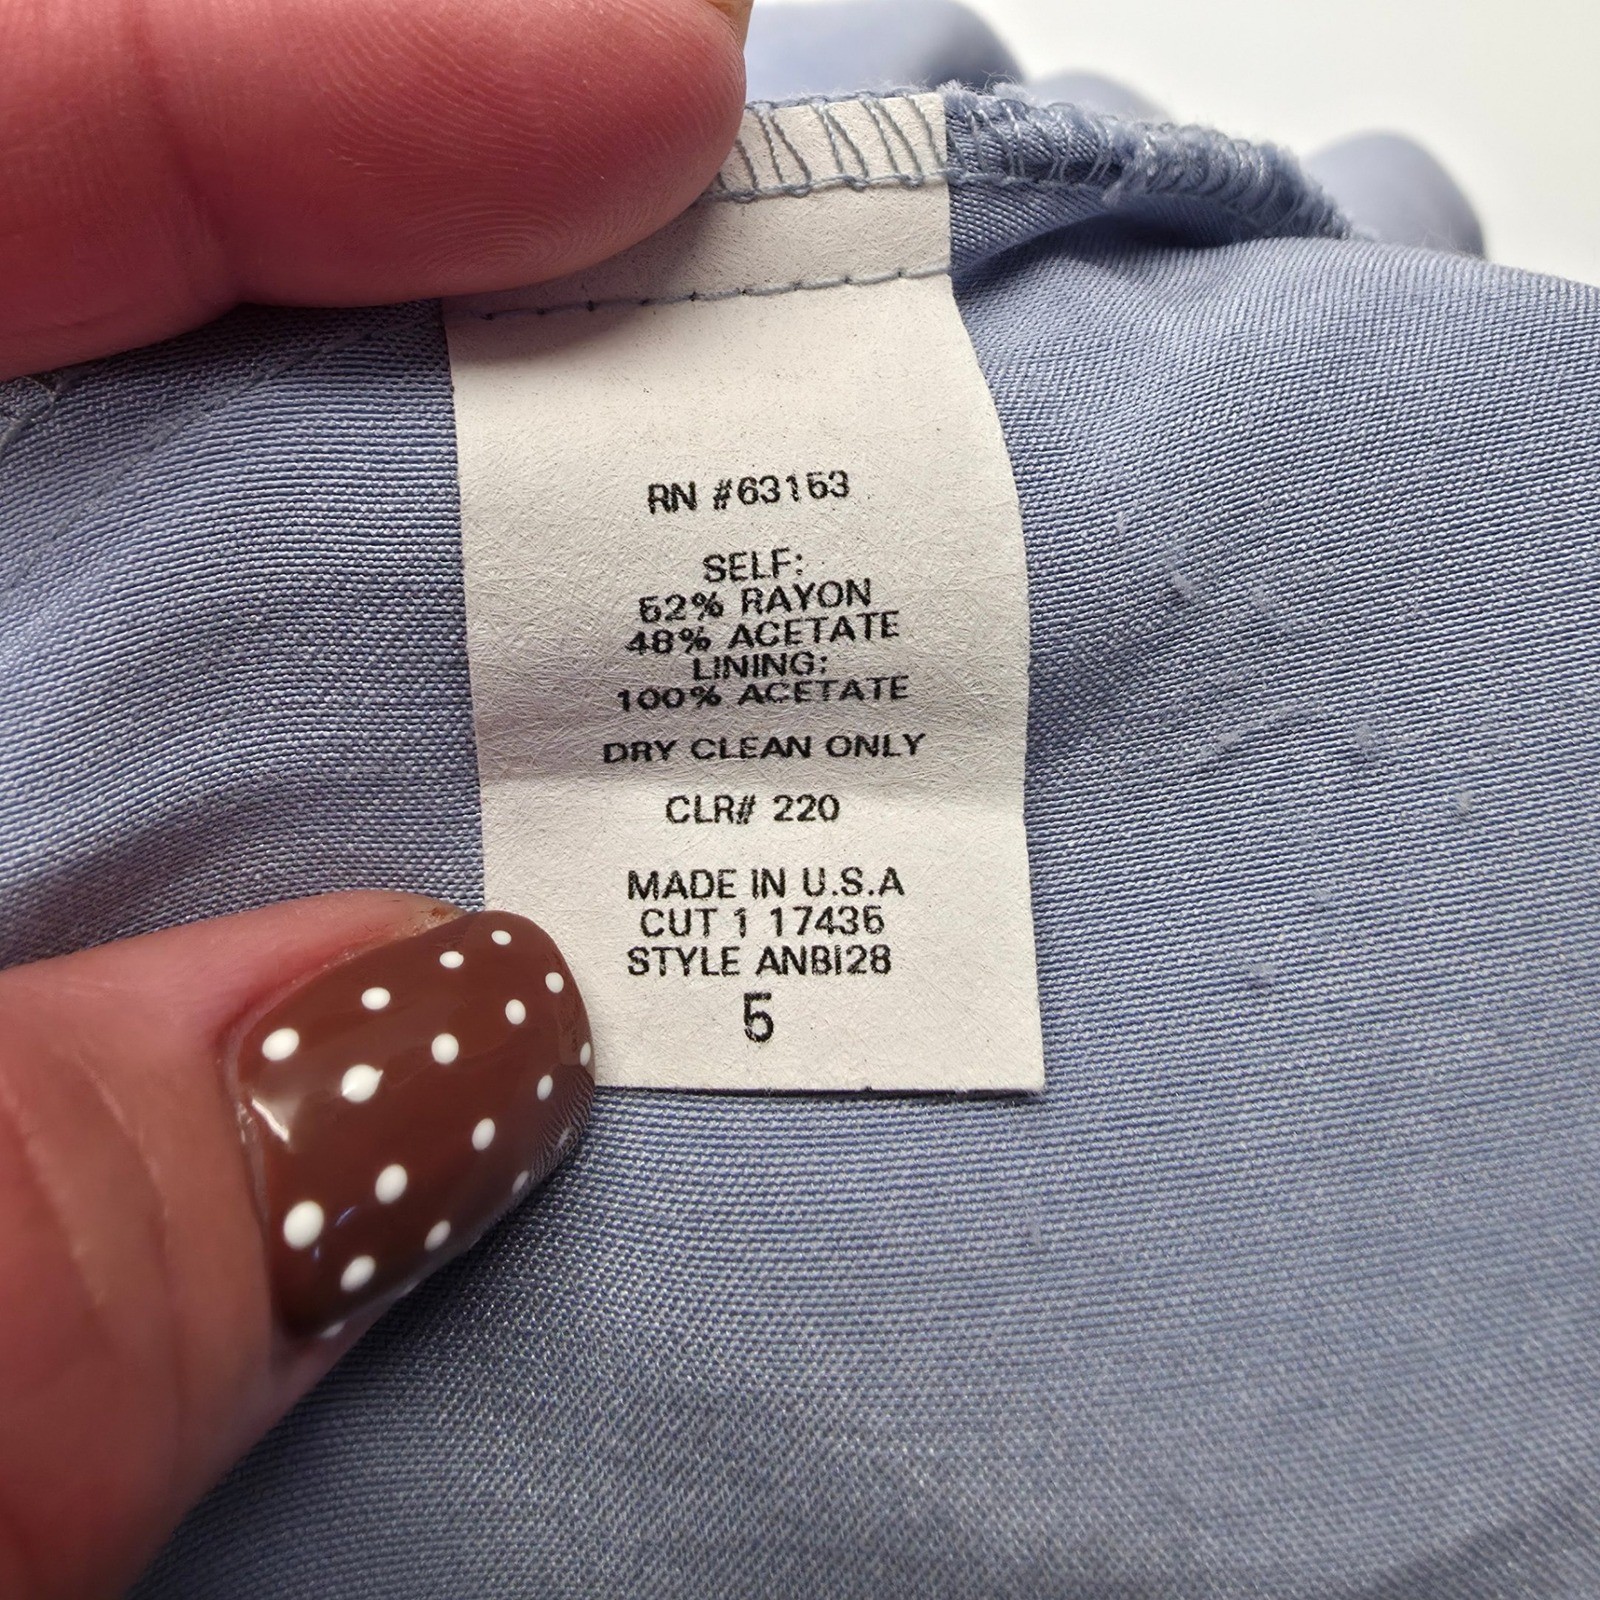 RN #63153
SELF:
52% RAYON
48% ACETATE
LINING:
100% ACETATE
DRY CLEAN ONLY
CLR# 220
MADE IN U.S.A
CUT 1 17435
STYLE ANBI28
5